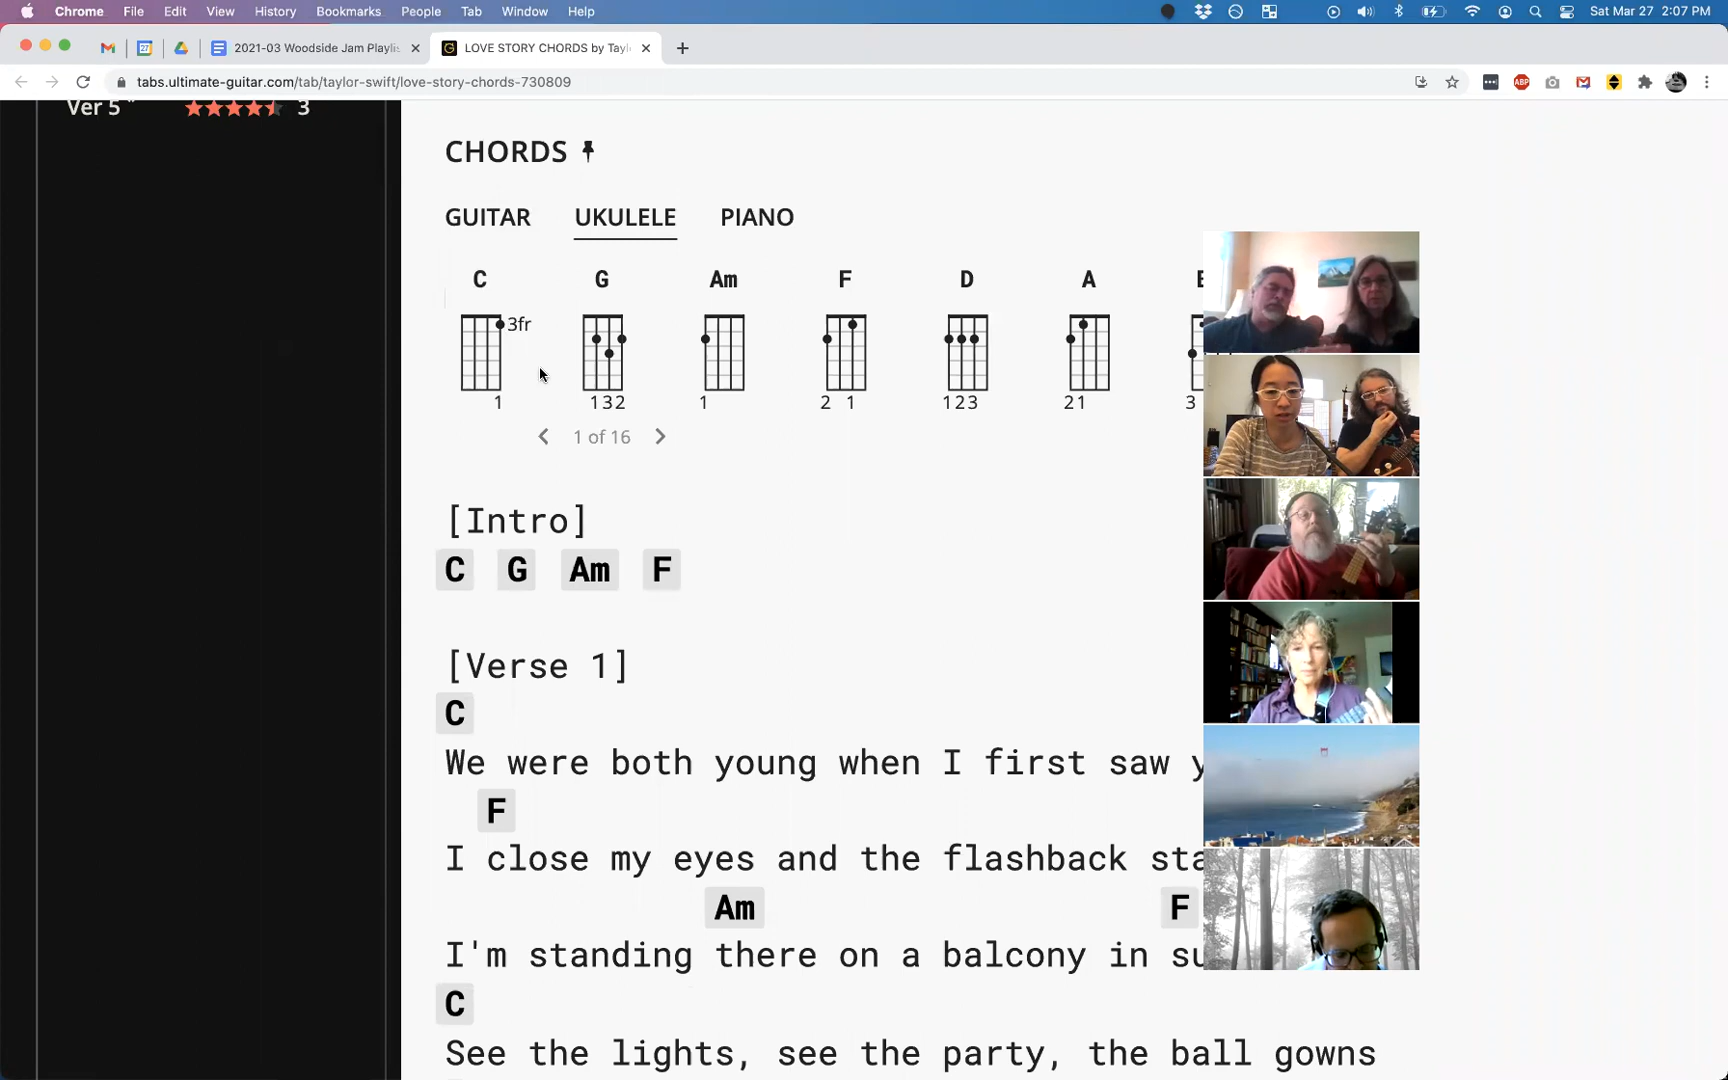 Chrome File Edit View History Bookmarks People Tab Window Help Sat Mar 27 2:07 PM
2021-03 Woodside Jam Playlis LOVE STORY CHORDS by Tayl
tabs.ultimate-guitar.com/tab/taylor-swift/love-story-chords-730809
Ver 5 3
CHORDS
GUITAR UKULELE PIANO
C G Am F D A
3fr
1 132 1 2 1 123 21 3
1 of 16
[Intro]
C G Am F
[Verse 1]
C
We were both young when I first saw y
F
I close my eyes and the flashback sta
Am F
I'm standing there on a balcony in su
C
See the lights, see the party, the ball gowns